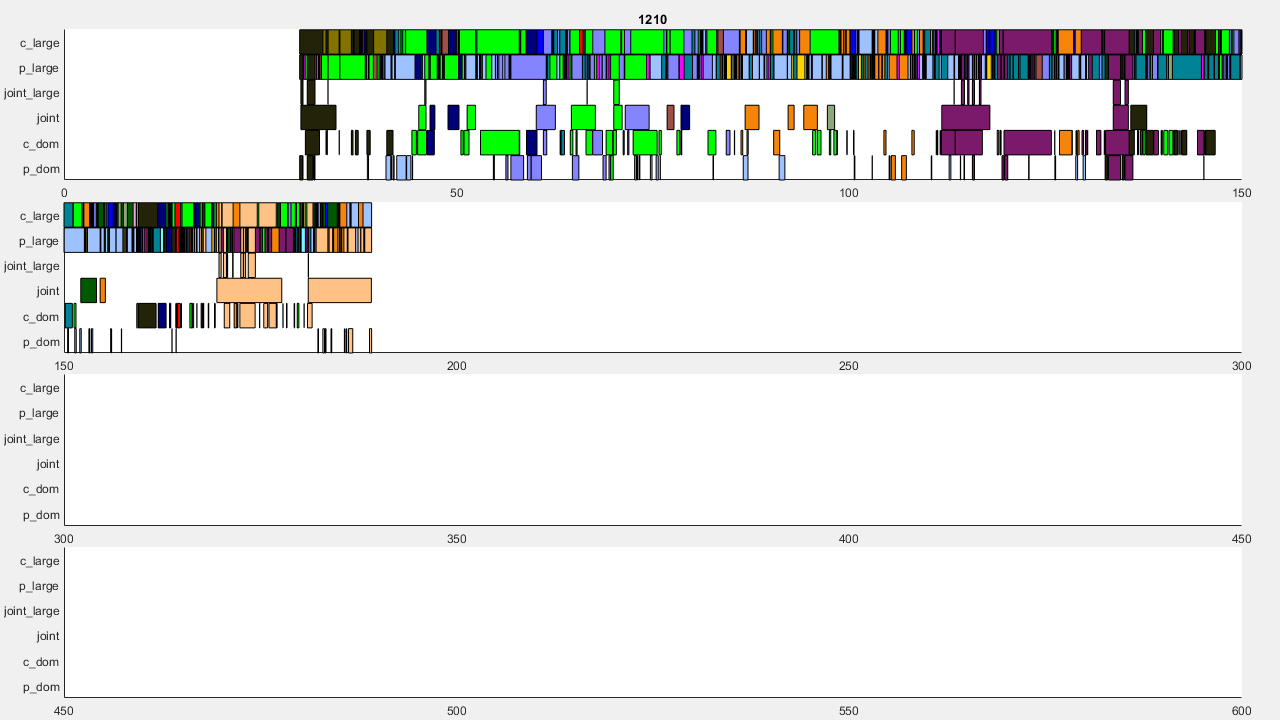 1210
c_large
p_large
joint_large
joint
c_dom
p_dom
0 50 100 150
c_large
p_large
joint_large
joint
c_dom
p_dom
150 200 250 300
c_large
p_large
joint_large
joint
c_dom
p_dom
300 350 400 450
c_large
p_large
joint_large
joint
c_dom
p_dom
450 500 550 600